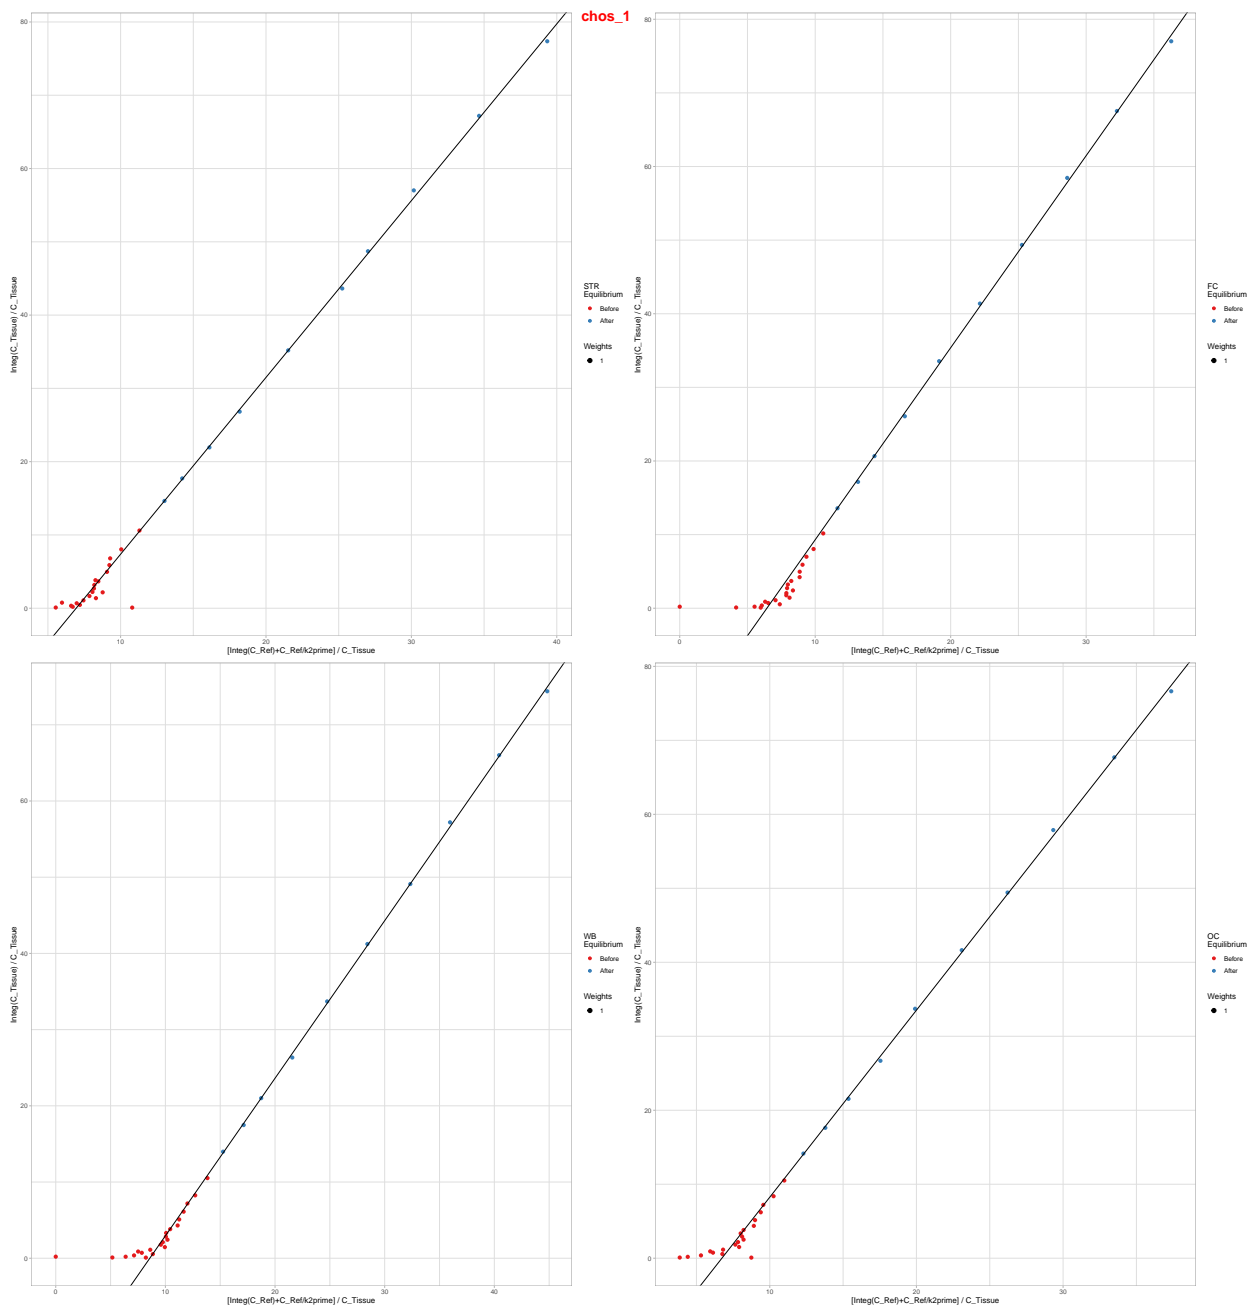 chos_1
80
60
40
20
0
Integ(C_Tissue) / C_Tissue
10
20
30
40
[Integ(C_Ref)+C_Ref/k2prime] / C_Tissue
STR
Equilibrium
Before
After
Weights
1
80
60
40
20
0
Integ(C_Tissue) / C_Tissue
0
10
20
30
[Integ(C_Ref)+C_Ref/k2prime] / C_Tissue
FC
Equilibrium
Before
After
Weights
1
60
40
20
0
Integ(C_Tissue) / C_Tissue
0
10
20
30
40
[Integ(C_Ref)+C_Ref/k2prime] / C_Tissue
WB
Equilibrium
Before
After
Weights
1
80
60
40
20
0
Integ(C_Tissue) / C_Tissue
10
20
30
[Integ(C_Ref)+C_Ref/k2prime] / C_Tissue
OC
Equilibrium
Before
After
Weights
1